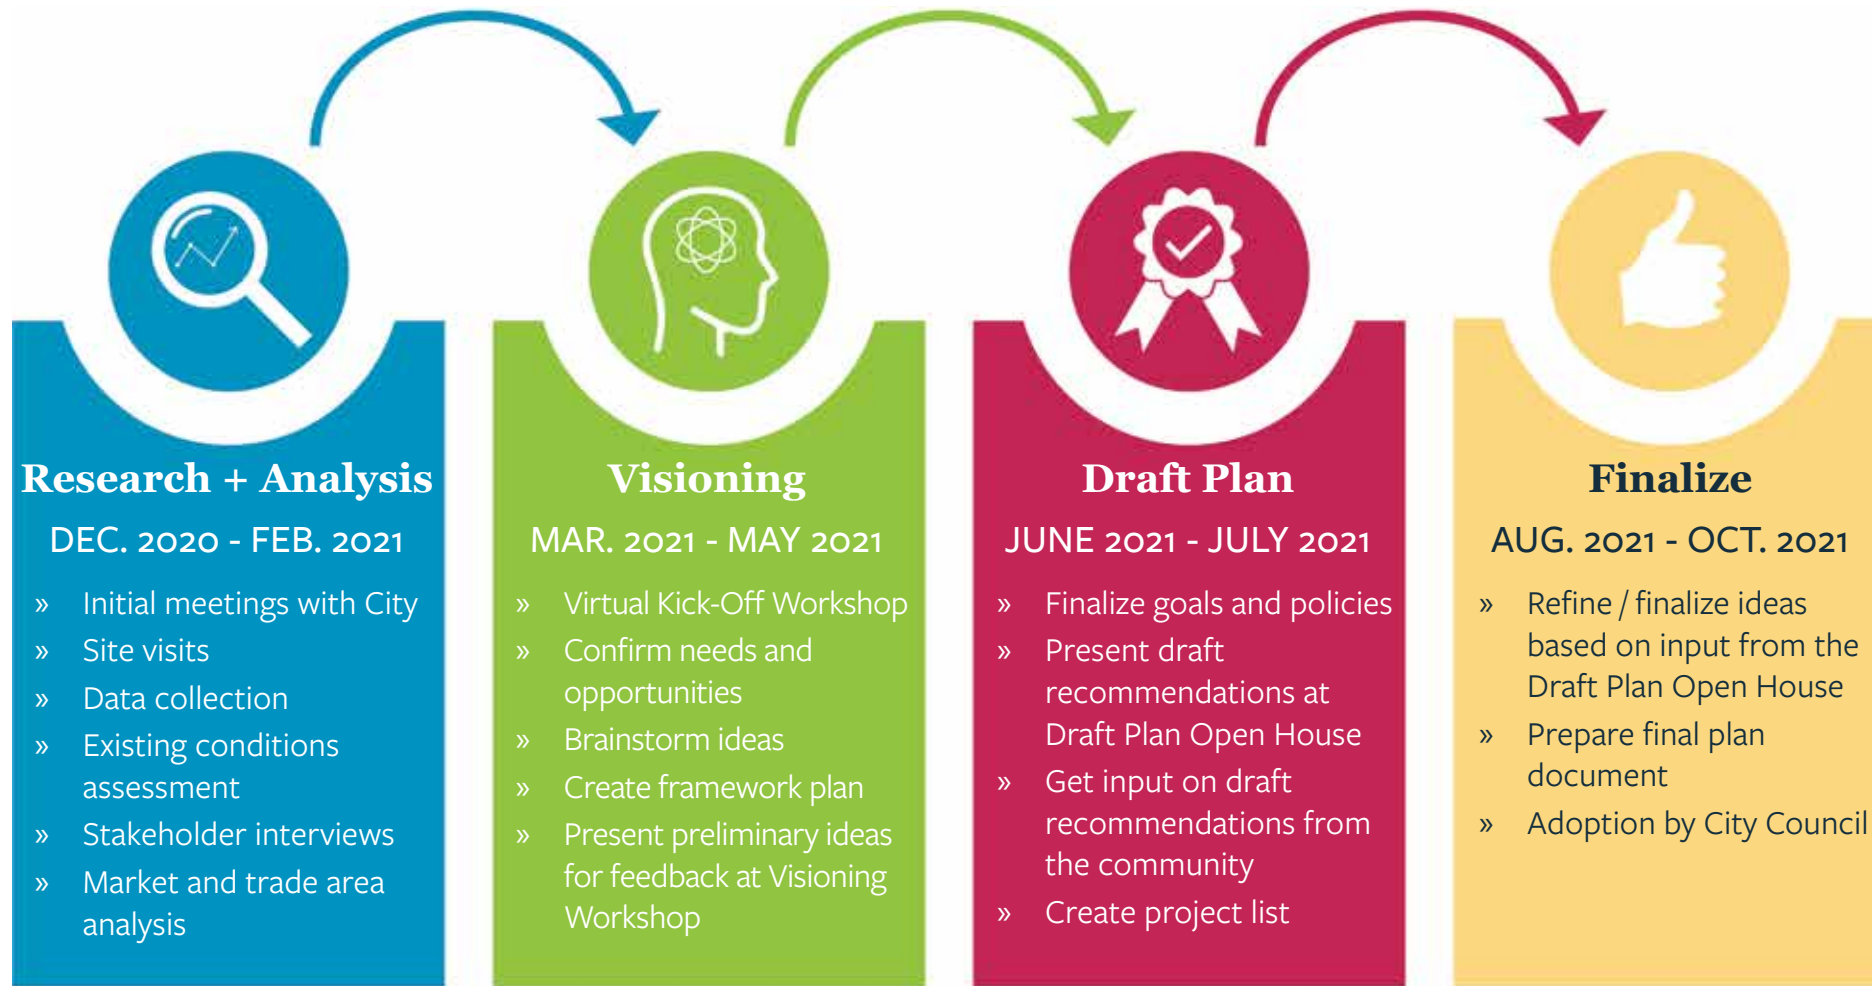 Research + Analysis
DEC. 2020 - FEB. 2021
» Initial meetings with City
» Site visits
» Data collection
» Existing conditions
assessment
» Stakeholder interviews
» Market and trade area
analysis
Visioning
MAR. 2021 - MAY 2021
» Virtual Kick-Off Workshop
» Confirm needs and
opportunities
» Brainstorm ideas
» Create framework plan
» Present preliminary ideas
for feedback at Visioning
Workshop
Draft Plan
JUNE 2021 - JULY 2021
» Finalize goals and policies
» Present draft
recommendations at
Draft Plan Open House
» Get input on draft
recommendations from
the community
» Create project list
Finalize
AUG. 2021 - OCT. 2021
» Refine / finalize ideas
based on input from the
Draft Plan Open House
» Prepare final plan
document
» Adoption by City Council